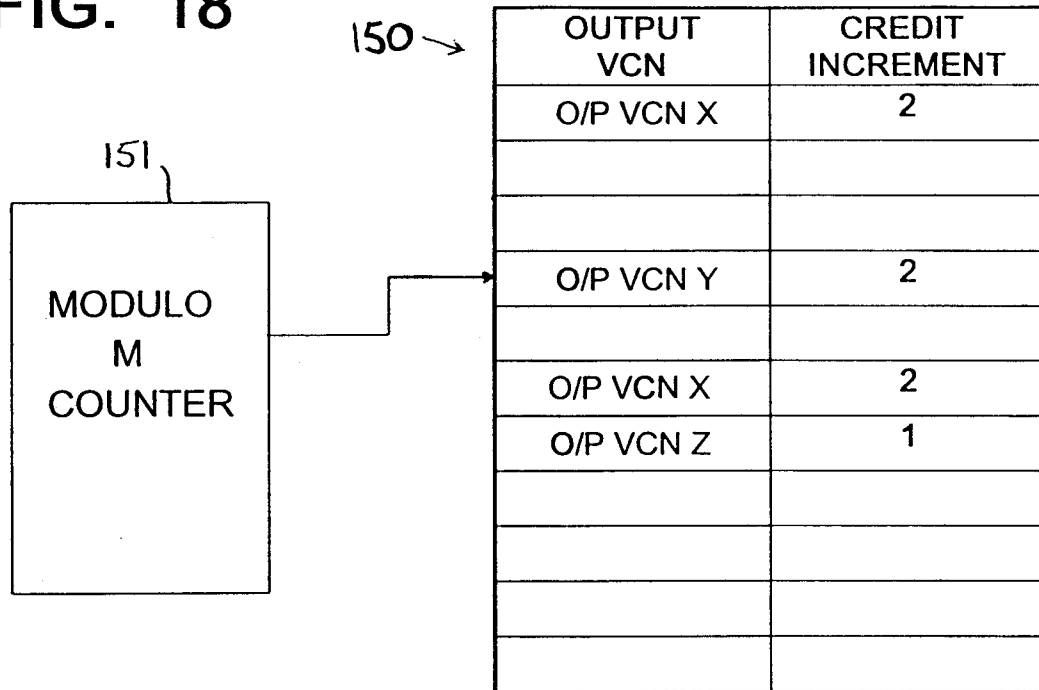 FIG. 18
150
OUTPUT VCN
CREDIT INCREMENT
O/P VCN X 2
O/P VCN Y 2
O/P VCN X 2
O/P VCN Z 1
151
MODULO
M
COUNTER